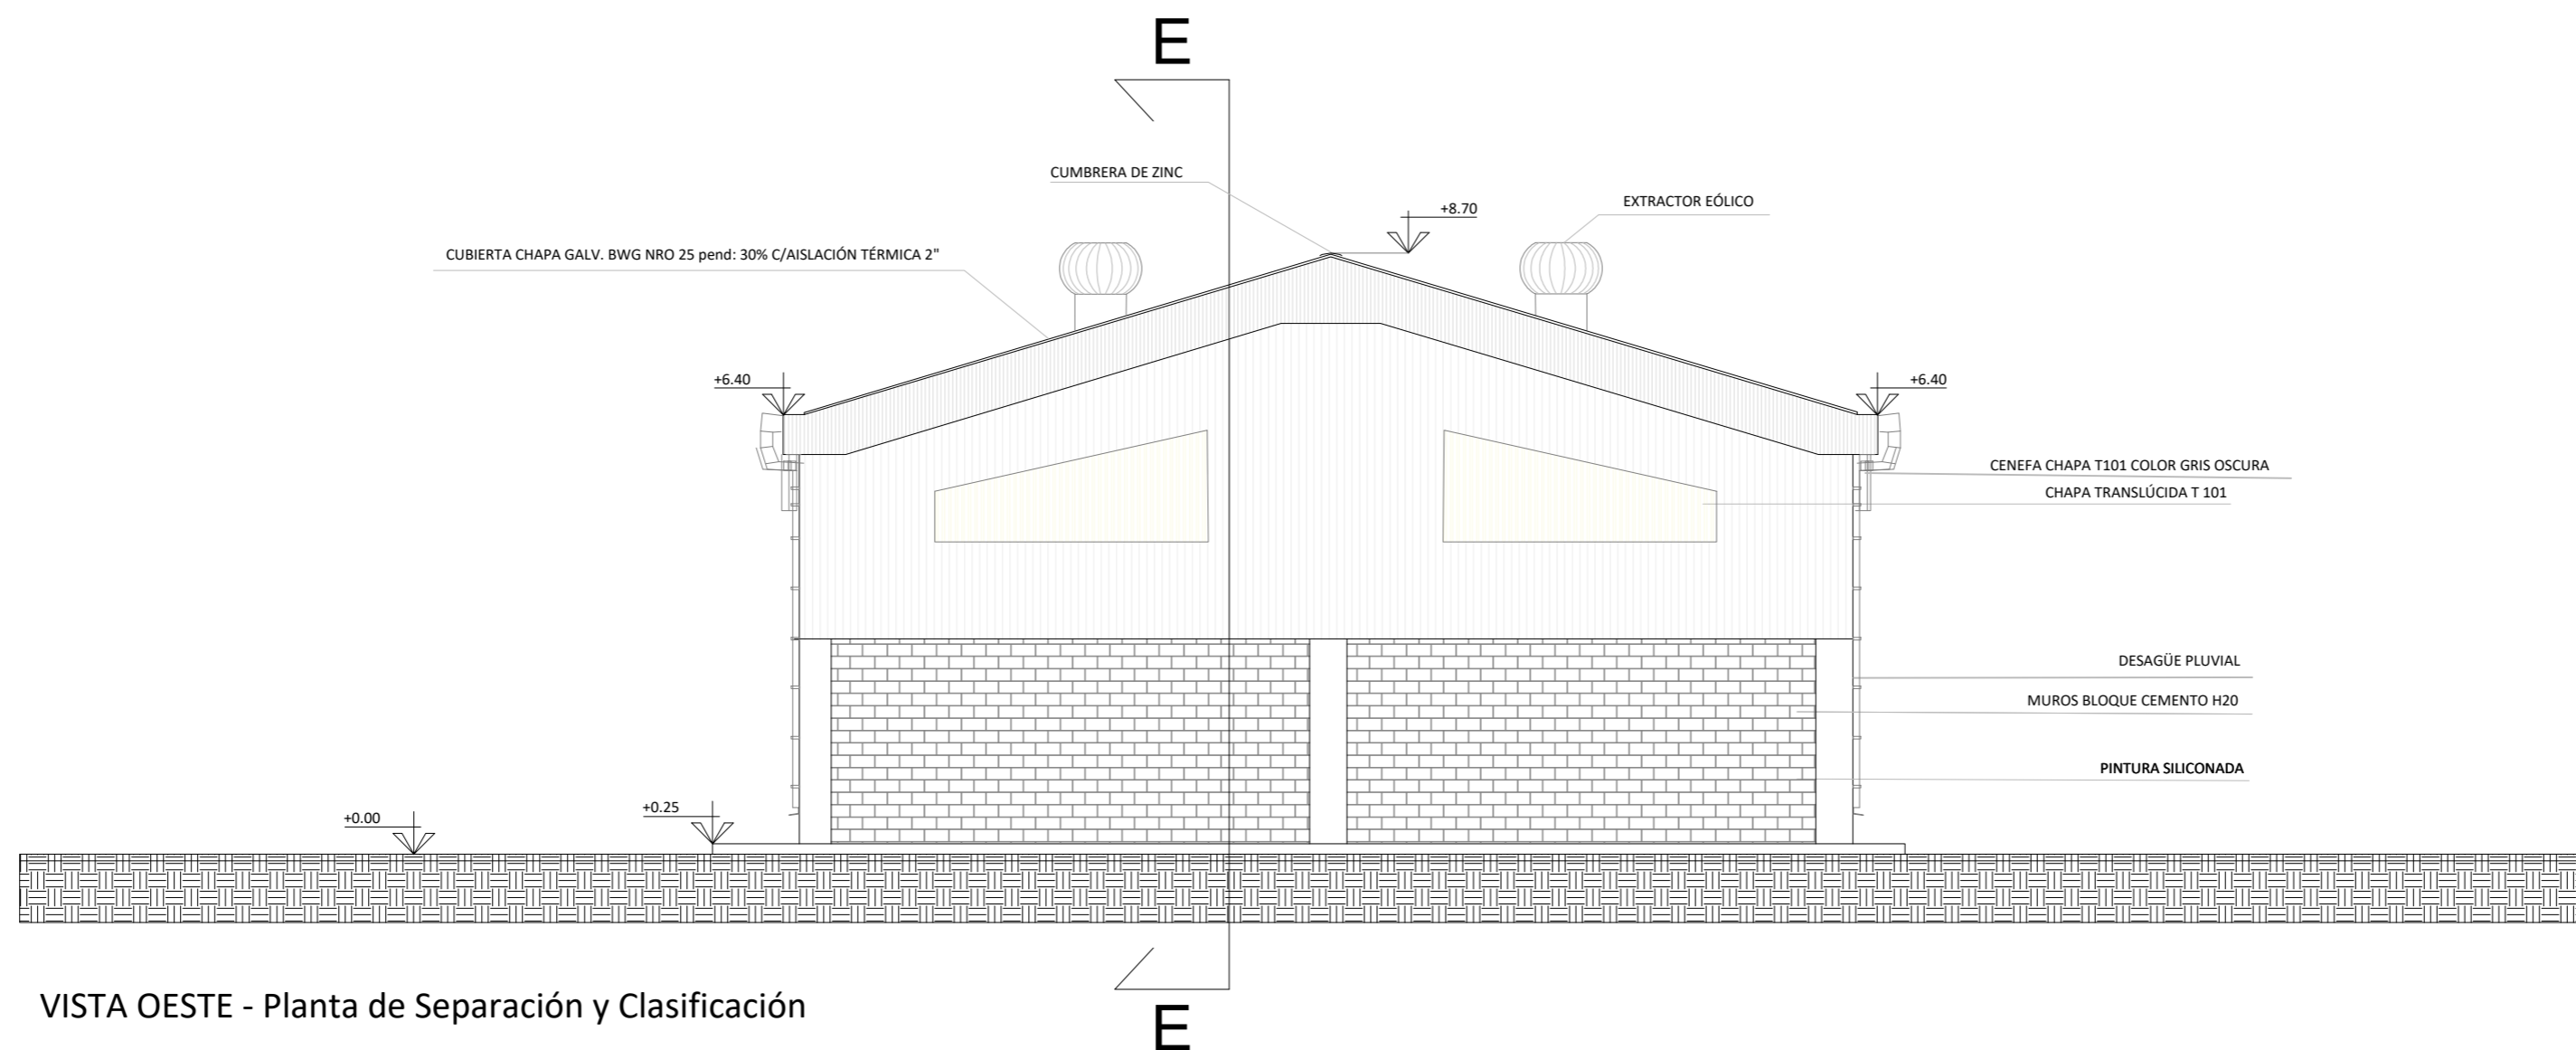 E
CUMBRERA DE ZINC
EXTRACTOR EÓLICO
+8.70
CUBIERTA CHAPA GALV. BWG NRO 25 pend: 30% C/AISLACIÓN TÉRMICA 2"
+6.40
+6.40
CENEFA CHAPA T101 COLOR GRIS OSCURA
CHAPA TRANSLÚCIDA T 101
DESAGÜE PLUVIAL
MUROS BLOQUE CEMENTO H20
PINTURA SILICONADA
+0.25
+0.00
VISTA OESTE - Planta de Separación y Clasificación
E